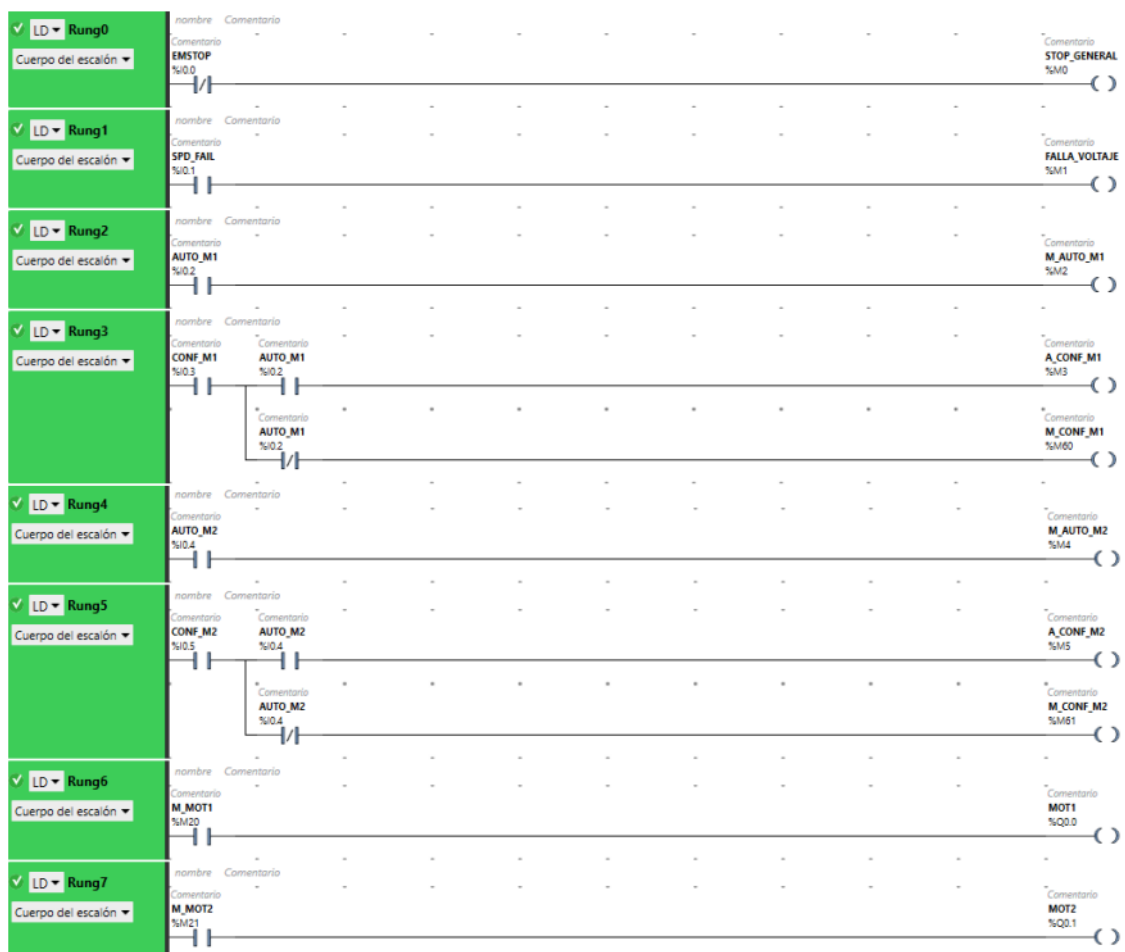 LD Rung0
Cuerpo del escalón
nombre Comentario
Comentario Comentario
EMSTOP STOP_GENERAL
%I0.0 %M0
LD Rung1
Cuerpo del escalón
nombre Comentario
Comentario Comentario
SPD_FAIL FALLA_VOLTAJE
%I0.1 %M1
LD Rung2
Cuerpo del escalón
nombre Comentario
Comentario Comentario
AUTO_M1 M_AUTO_M1
%I0.2 %M2
LD Rung3
Cuerpo del escalón
nombre Comentario
Comentario Comentario Comentario
CONF_M1 AUTO_M1 A_CONF_M1
%I0.3 %I0.2 %M3
Comentario Comentario
AUTO_M1 M_CONF_M1
%I0.2 %M60
LD Rung4
Cuerpo del escalón
nombre Comentario
Comentario Comentario
AUTO_M2 M_AUTO_M2
%I0.4 %M4
LD Rung5
Cuerpo del escalón
nombre Comentario
Comentario Comentario Comentario
CONF_M2 AUTO_M2 A_CONF_M2
%I0.5 %I0.4 %M5
Comentario Comentario
AUTO_M2 M_CONF_M2
%I0.4 %M61
LD Rung6
Cuerpo del escalón
nombre Comentario
Comentario Comentario
M_MOT1 MOT1
%M20 %Q0.0
LD Rung7
Cuerpo del escalón
nombre Comentario
Comentario Comentario
M_MOT2 MOT2
%M21 %Q0.1